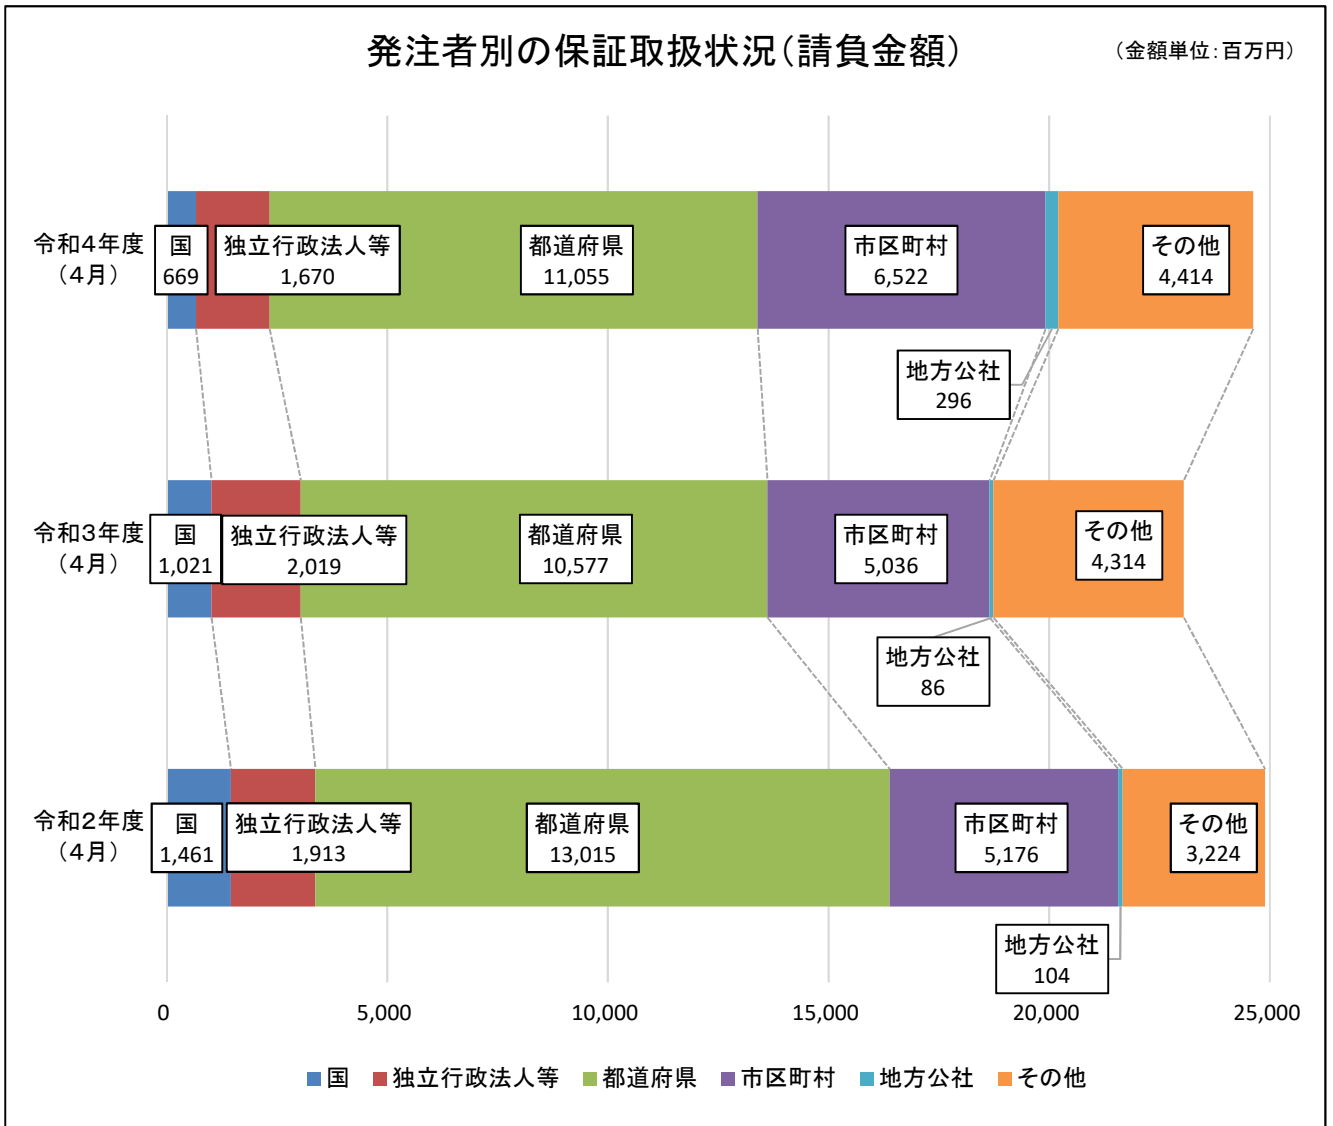 発注者別の保証取扱状況（請負金額）
（金額単位：百万円）
令和４年度
（４月）
国
669
独立行政法人等
1,670
都道府県
11,055
市区町村
6,522
その他
4,414
地方公社
296
令和３年度
（４月）
国
1,021
独立行政法人等
2,019
都道府県
10,577
市区町村
5,036
その他
4,314
地方公社
86
令和２年度
（４月）
国
1,461
独立行政法人等
1,913
都道府県
13,015
市区町村
5,176
その他
3,224
地方公社
104
0 5,000 10,000 15,000 20,000 25,000
国 独立行政法人等 都道府県 市区町村 地方公社 その他